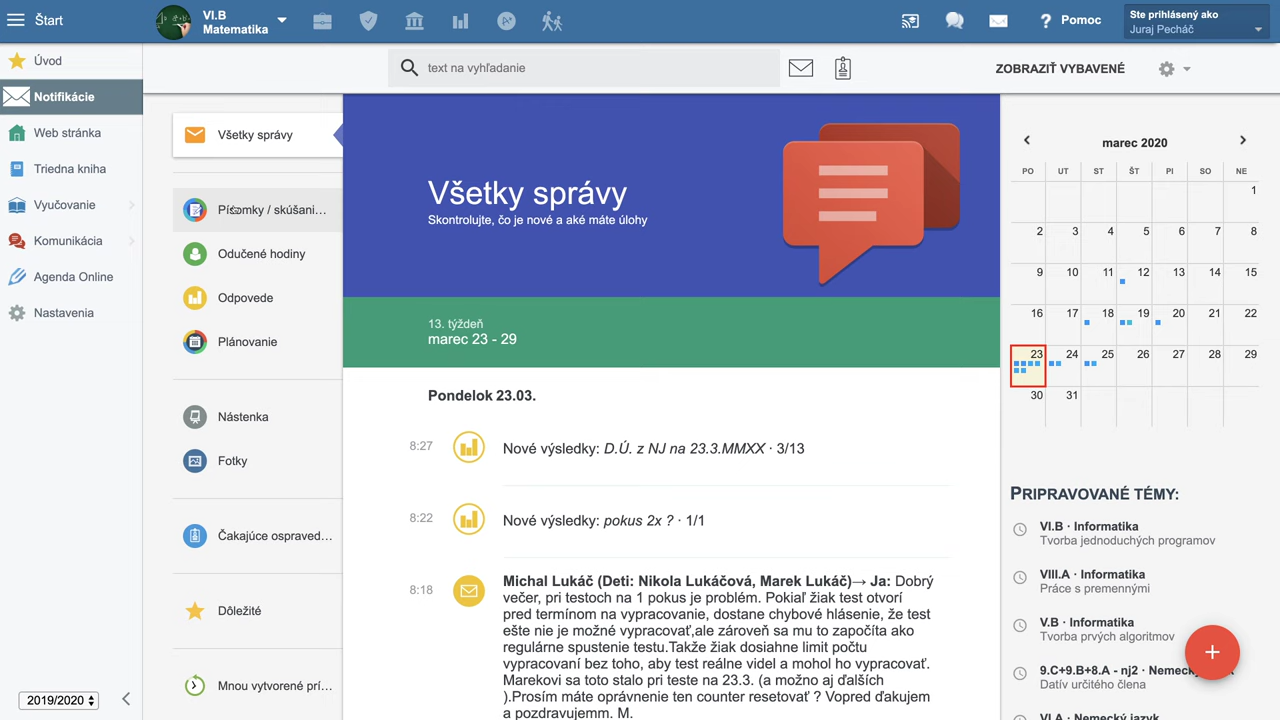 Štart
VI.B
Matematika
Pomoc
Ste prihlásený ako
Juraj Pecháč
Úvod
Notifikácie
Web stránka
Triedna kniha
Vyučovanie
Komunikácia
Agenda Online
Nastavenia
2019/2020
text na vyhľadanie
ZOBRAZIŤ VYBAVENÉ
Všetky správy
Písomky / skúšani...
Odučené hodiny
Odpovede
Plánovanie
Nástenka
Fotky
Čakajúce ospraved...
Dôležité
Mnou vytvorené prí...
Všetky správy
Skontrolujte, čo je nové a aké máte úlohy
13. týždeň
marec 23 - 29
Pondelok 23.03.
8:27
Nové výsledky: D.Ú. z NJ na 23.3.MMXX · 3/13
8:22
Nové výsledky: pokus 2x ? · 1/1
8:18
Michal Lukáč (Deti: Nikola Lukáčová, Marek Lukáč)→ Ja: Dobrý
večer, pri testoch na 1 pokus je problém. Pokiaľ žiak test otvorí
pred termínom na vypracovanie, dostane chybové hlásenie, že test
ešte nie je možné vypracovať,ale zároveň sa mu to započíta ako
regulárne spustenie testu.Takže žiak dosiahne limit počtu
vypracovaní bez toho, aby test reálne videl a mohol ho vypracovať.
Marekovi sa toto stalo pri teste na 23.3. (a možno aj ďalších
).Prosím máte oprávnenie ten counter resetovať ? Vopred ďakujem
a pozdravujemm. M.
marec 2020
PO UT ST ŠT PI SO NE
1
2 3 4 5 6 7 8
9 10 11 12 13 14 15
16 17 18 19 20 21 22
23 24 25 26 27 28 29
30 31
PRIPRAVOVANÉ TÉMY:
VI.B · Informatika
Tvorba jednoduchých programov
VIII.A · Informatika
Práce s premennými
V.B · Informatika
Tvorba prvých algoritmov
9.C+9.B+8.A - nj2 · Nemecký
Datív určitého člena
VI.A · Nemecký jazyk